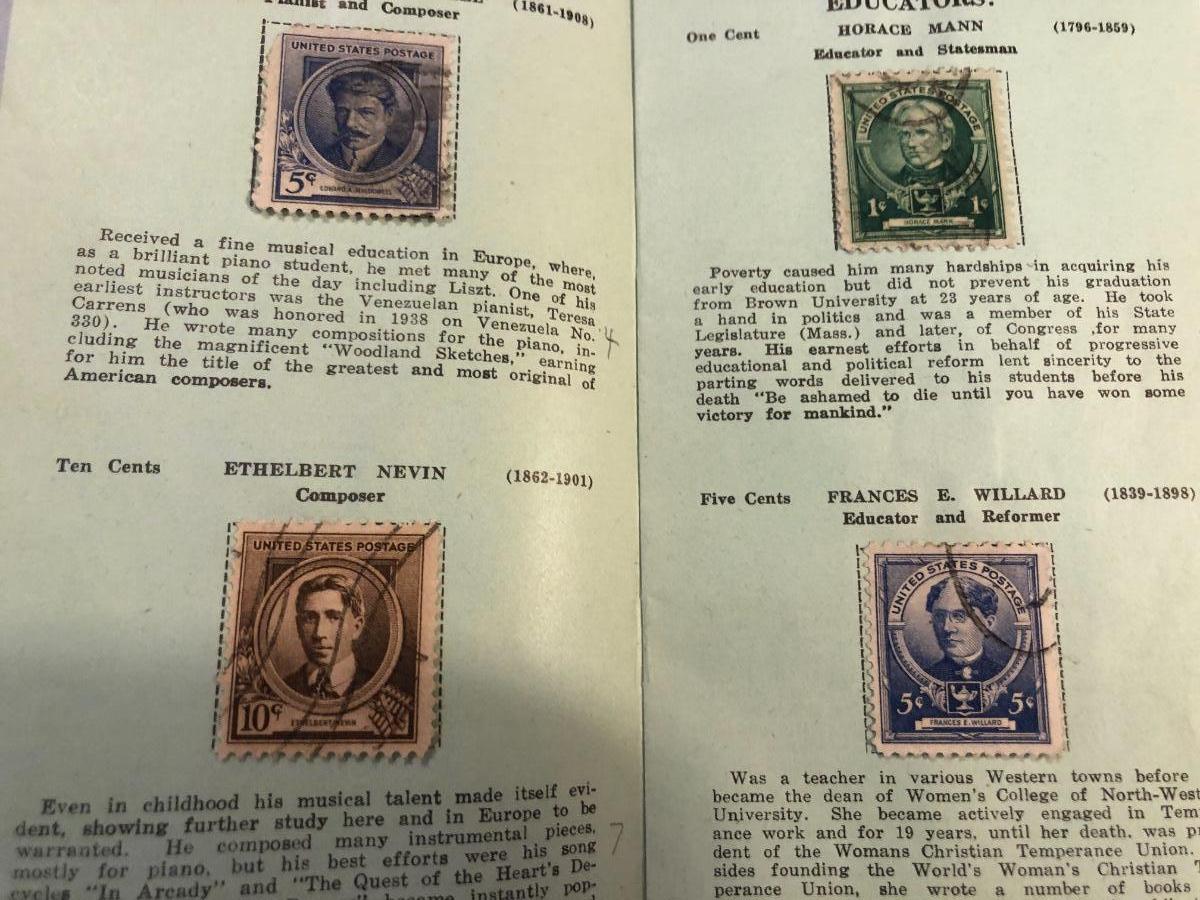 Pianist and Composer
(1861-1908)
UNITED STATES POSTAGE
5¢
EDWARD A. MACDOWELL
Received a fine musical education in Europe, where,
as a brilliant piano student, he met many of the most
noted musicians of the day including Liszt. One of his
earliest instructors was the Venezuelan pianist, Teresa
Carrens (who was honored in 1938 on Venezuela No.
330). He wrote many compositions for the piano, in-
cluding the magnificent "Woodland Sketches," earning
for him the title of the greatest and most original of
American composers.
4
Ten Cents ETHELBERT NEVIN (1862-1901)
Composer
UNITED STATES POSTAGE
10¢
ETHELBERT NEVIN
Even in childhood his musical talent made itself evi-
dent, showing further study here and in Europe to be
warranted. He composed many instrumental pieces,
mostly for piano, but his best efforts were his song
cycles "In Arcady" and "The Quest of the Heart's De-
became instantly pop-
7
EDUCATORS:
One Cent HORACE MANN (1796-1859)
Educator and Statesman
UNITED STATES POSTAGE
1¢ 1¢
HORACE MANN
Poverty caused him many hardships in acquiring his
early education but did not prevent his graduation
from Brown University at 23 years of age. He took
a hand in politics and was a member of his State
Legislature (Mass.) and later, of Congress ,for many
years. His earnest efforts in behalf of progressive
educational and political reform lent sincerity to the
parting words delivered to his students before his
death "Be ashamed to die until you have won some
victory for mankind."
Five Cents FRANCES E. WILLARD (1839-1898)
Educator and Reformer
UNITED STATES POSTAGE
5¢ 5¢
FRANCES E. WILLARD
Was a teacher in various Western towns before
became the dean of Women's College of North-West
University. She became actively engaged in Temp
ance work and for 19 years, until her death, was pr
dent of the Womans Christian Temperance Union.
sides founding the World's Woman's Christian T
perance Union, she wrote a number of books